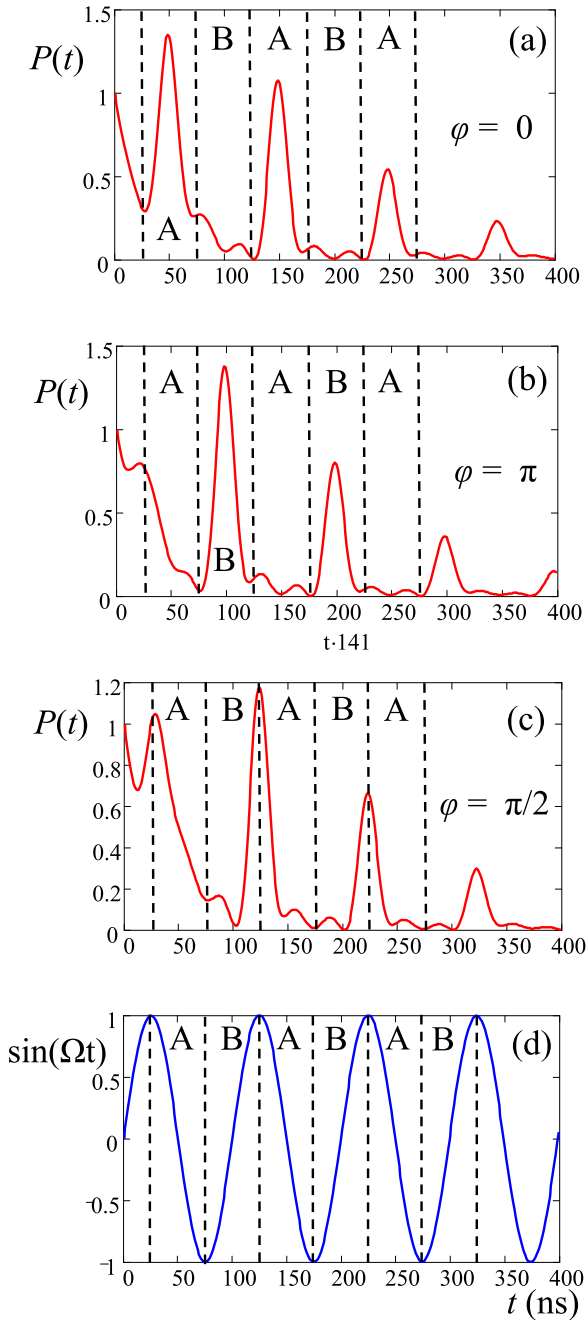 1.5
B A B A (a)
P(t)
1
φ = 0
0.5
A
0
0 50 100 150 200 250 300 350 400
1.5
A A B A (b)
P(t)
1
φ = π
0.5
B
0
0 50 100 150 200 250 300 350 400
t·141
1.2
A B A B A (c)
P(t)
1
0.8
0.6
φ = π/2
0.4
0.2
0
0 50 100 150 200 250 300 350 400
1
A B A B A B (d)
sin(Ωt)
0.5
0
−0.5
−1
0 50 100 150 200 250 300 350 400
t (ns)